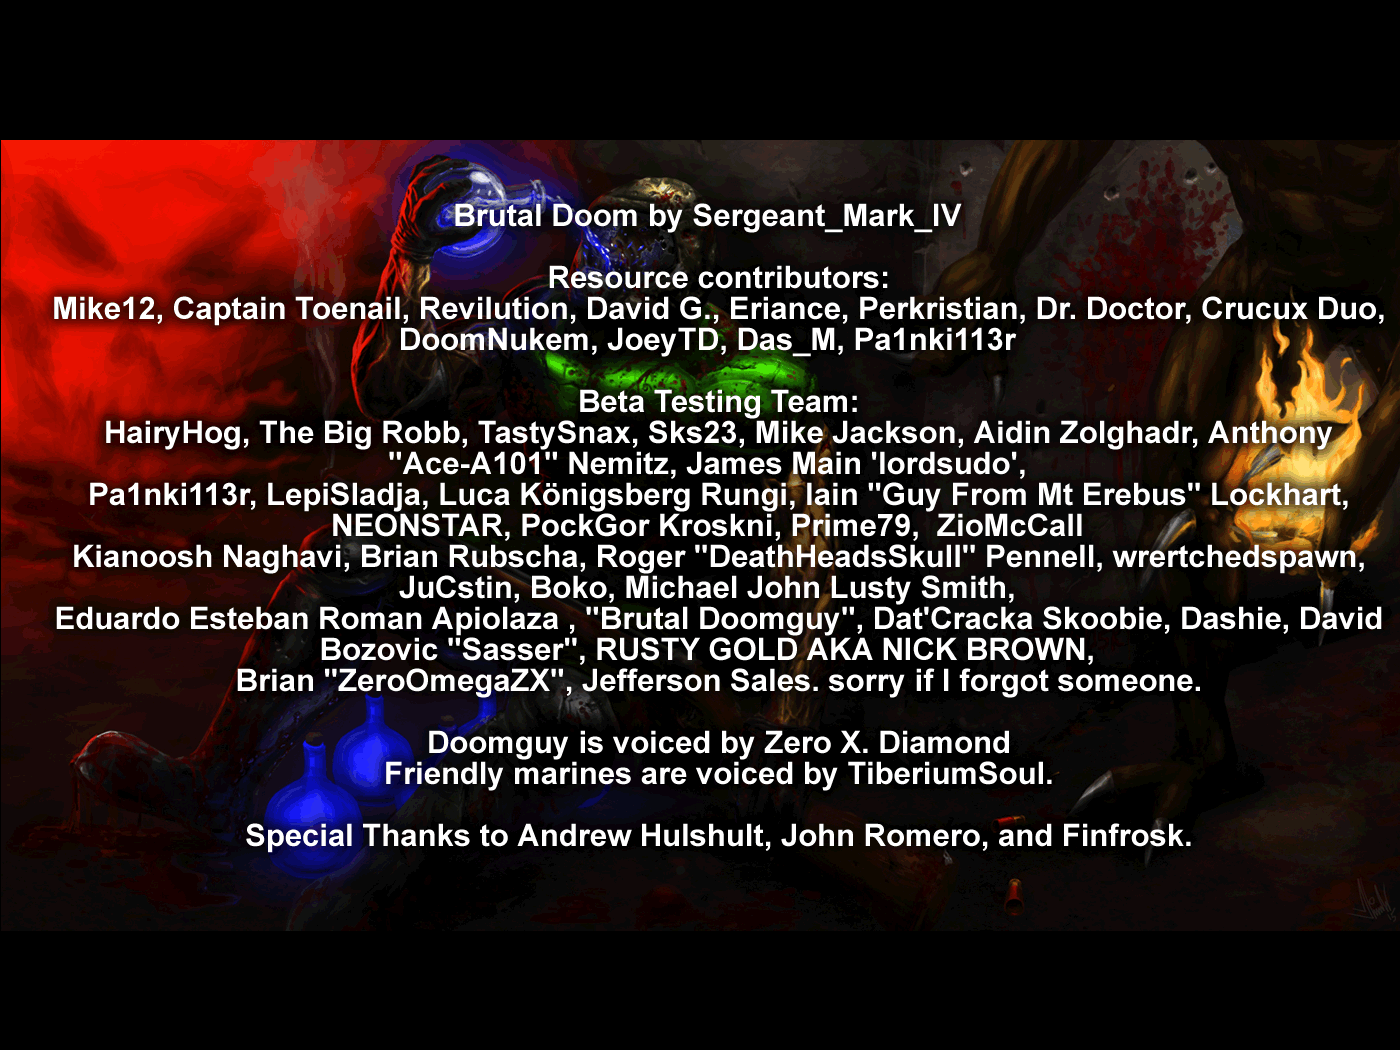 Brutal Doom by Sergeant_Mark_IV
Resource contributors:
Mike12, Captain Toenail, Revilution, David G., Eriance, Perkristian, Dr. Doctor, Crucux Duo,
DoomNukem, JoeyTD, Das_M, Pa1nki113r
Beta Testing Team:
HairyHog, The Big Robb, TastySnax, Sks23, Mike Jackson, Aidin Zolghadr, Anthony
"Ace-A101" Nemitz, James Main 'lordsudo',
Pa1nki113r, LepiSladja, Luca Königsberg Rungi, Iain "Guy From Mt Erebus" Lockhart,
NEONSTAR, PockGor Kroskni, Prime79,  ZioMcCall
Kianoosh Naghavi, Brian Rubscha, Roger "DeathHeadsSkull" Pennell, wrertchedspawn,
JuCstin, Boko, Michael John Lusty Smith,
Eduardo Esteban Roman Apiolaza , "Brutal Doomguy", Dat'Cracka Skoobie, Dashie, David
Bozovic "Sasser", RUSTY GOLD AKA NICK BROWN,
Brian "ZeroOmegaZX", Jefferson Sales. sorry if I forgot someone.
Doomguy is voiced by Zero X. Diamond
Friendly marines are voiced by TiberiumSoul.
Special Thanks to Andrew Hulshult, John Romero, and Finfrosk.